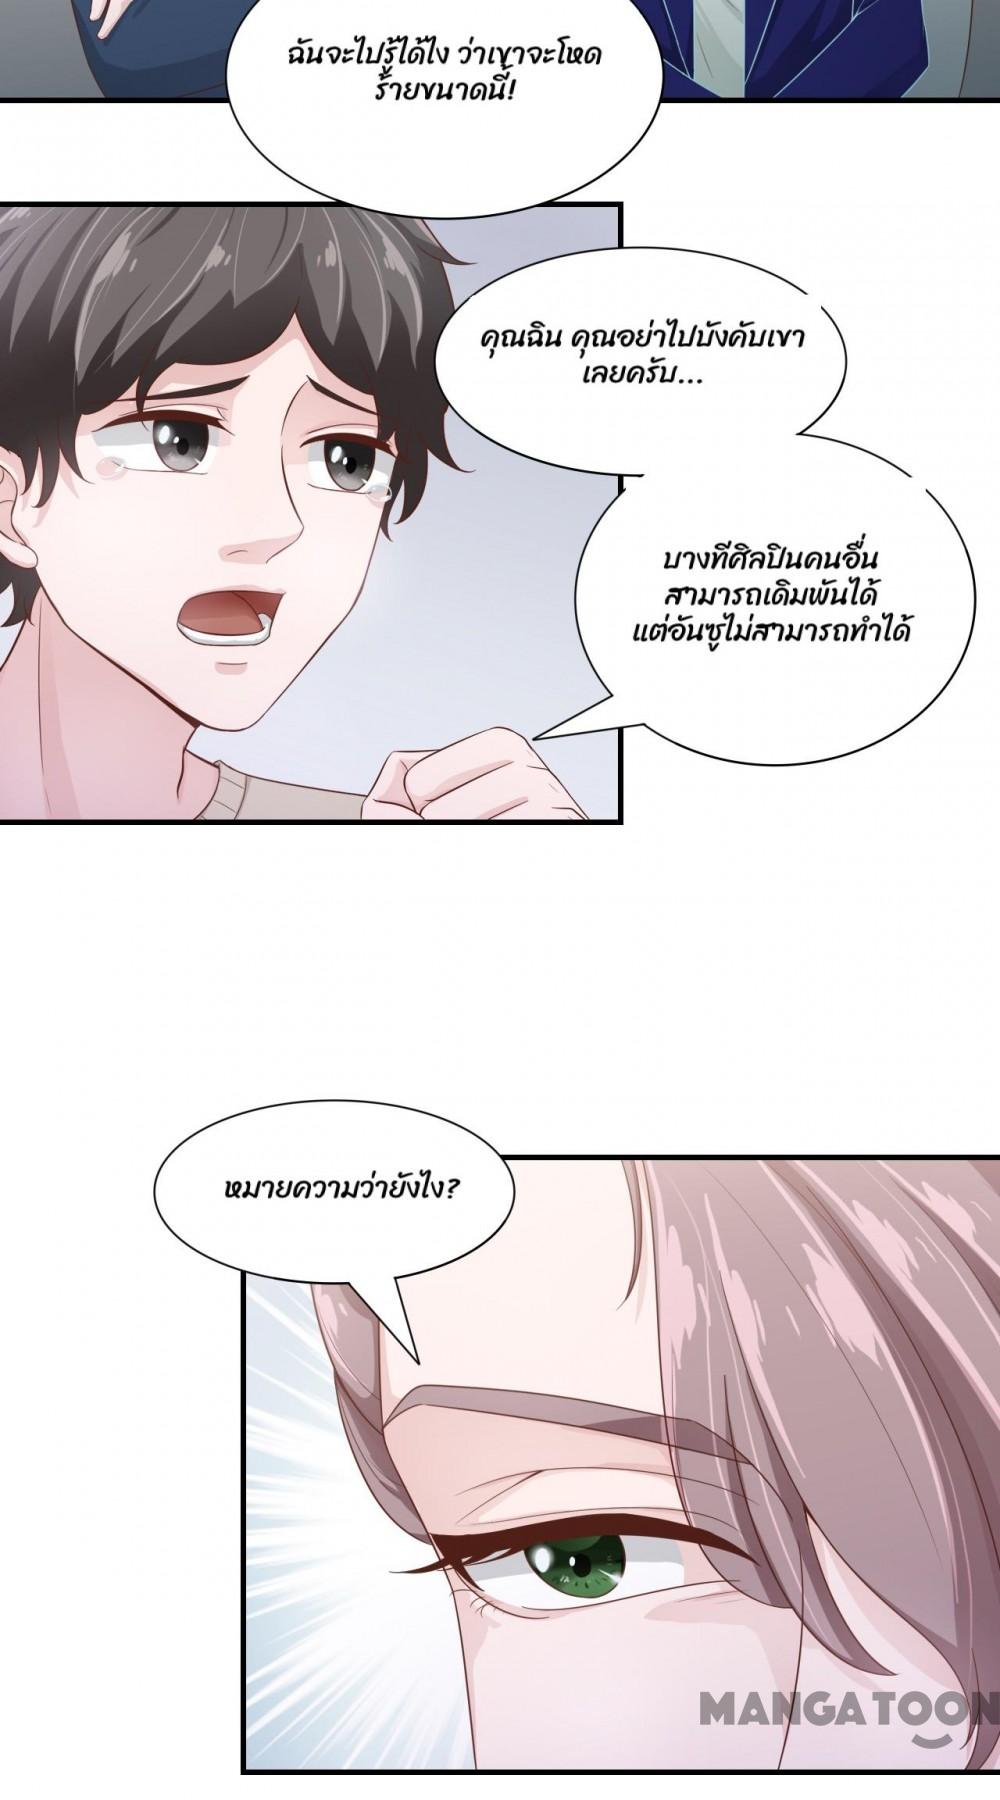 ฉันจะไปรู้ได้ไง ว่าเขาจะโหด
ร้ายขนาดนี้!
คุณฉิน คุณอย่าไปบังคับเขา
เลยครับ...
บางทีศิลปินคนอื่น
สามารถเดิมพันได้
แต่อันซูไม่สามารถทำได้
หมายความว่ายังไง?
MANGATOON